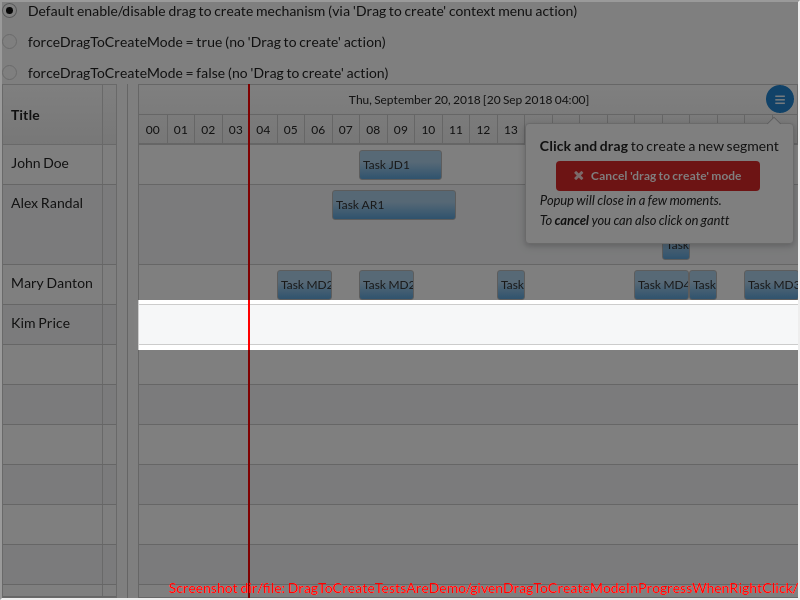 Default enable/disable drag to create mechanism (via 'Drag to create' context menu action)
forceDragToCreateMode = true (no 'Drag to create' action)
forceDragToCreateMode = false (no 'Drag to create' action)
Title
Thu, September 20, 2018 [20 Sep 2018 04:00]
00 01 02 03 04 05 06 07 08 09 10 11 12 13
Click and drag to create a new segment
✖ Cancel 'drag to create' mode
Popup will close in a few moments.
To cancel you can also click on gantt
John Doe
Task JD1
Alex Randal
Task AR1
Task
Mary Danton
Task MD2 Task MD2 Task Task MD4 Task Task MD3
Kim Price
Screenshot dir/file: DragToCreateTestsAreDemo/givenDragToCreateModeInProgressWhenRightClick/